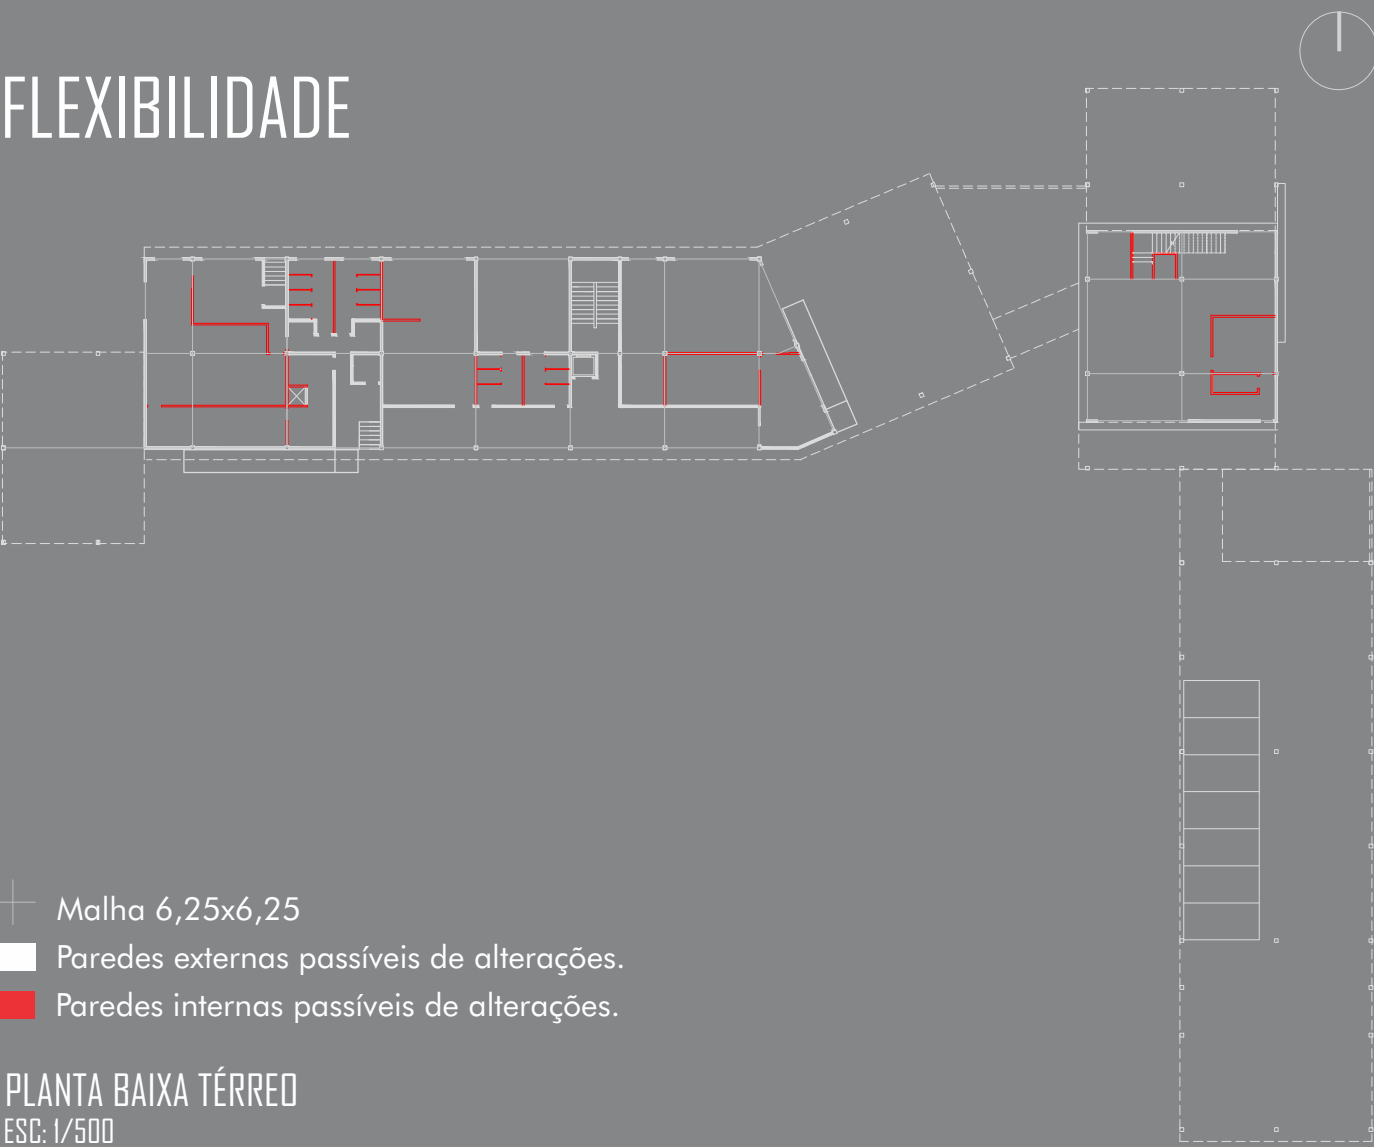 FLEXIBILIDADE
Malha 6,25x6,25
Paredes externas passíveis de alterações.
Paredes internas passíveis de alterações.
PLANTA BAIXA TÉRREO
ESC: 1/500